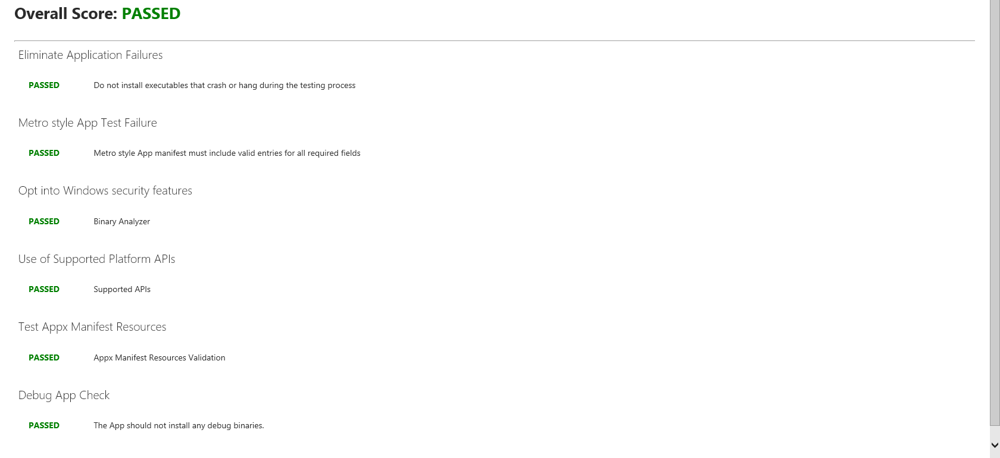 Overall Score: PASSED
Eliminate Application Failures
PASSED Do not install executables that crash or hang during the testing process
Metro style App Test Failure
PASSED Metro style App manifest must include valid entries for all required fields
Opt into Windows security features
PASSED Binary Analyzer
Use of Supported Platform APIs
PASSED Supported APIs
Test Appx Manifest Resources
PASSED Appx Manifest Resources Validation
Debug App Check
PASSED The App should not install any debug binaries.